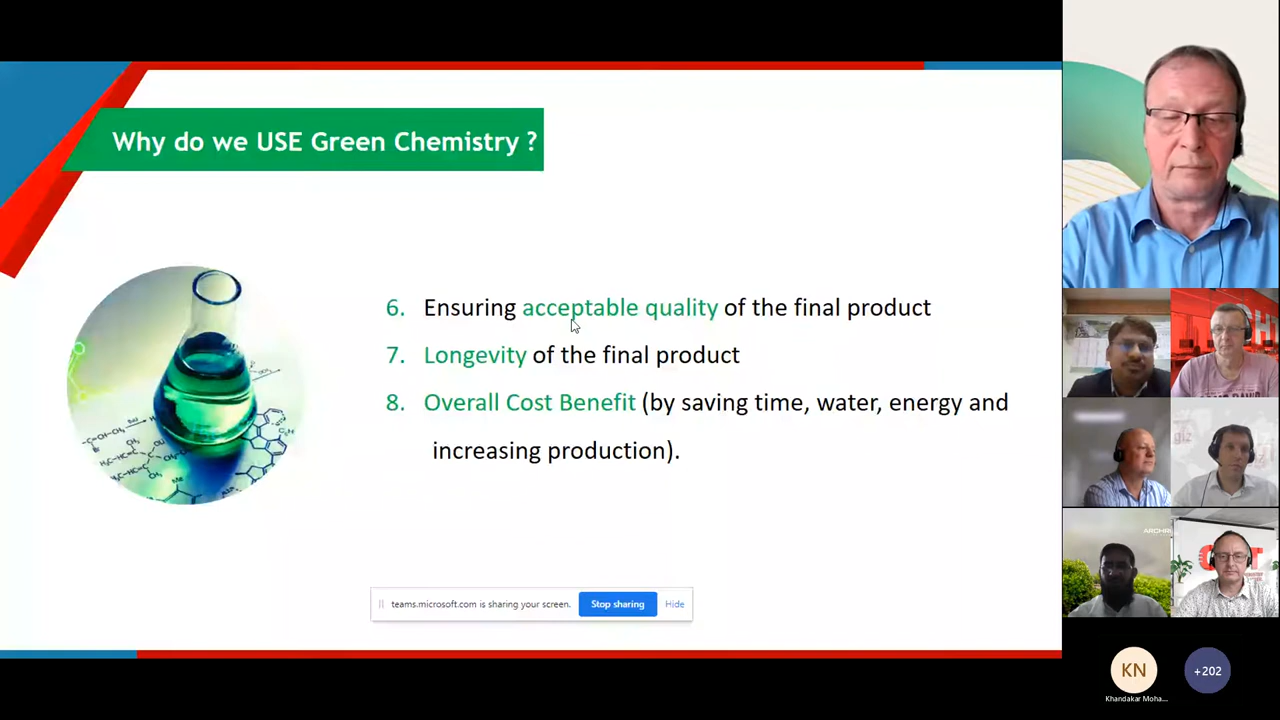 Why do we USE Green Chemistry ?
6. Ensuring acceptable quality of the final product
7. Longevity of the final product
8. Overall Cost Benefit (by saving time, water, energy and
increasing production).
teams.microsoft.com is sharing your screen.
Stop sharing
Hide
giz
giz
KN
Khandakar Moha...
+202